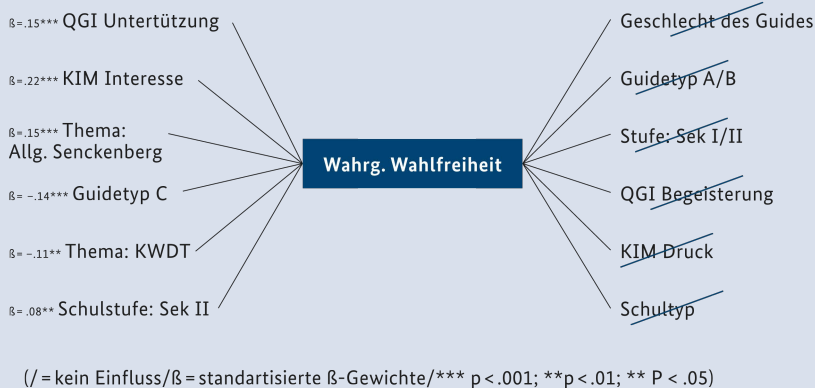 ß=.15*** QGI Untertützung
ß=.22*** KIM Interesse
ß=.15*** Thema:
Allg. Senckenberg
ß= –.14*** Guidetyp C
ß= –.11** Thema: KWDT
ß= .08** Schulstufe: Sek II
Wahrg. Wahlfreiheit
Geschlecht des Guides
Guidetyp A/B
Stufe: Sek I/II
QGI Begeisterung
KIM Druck
Schultyp
(/ = kein Einfluss/ß = standartisierte ß-Gewichte/*** p <.001; **p <.01; ** P < .05)